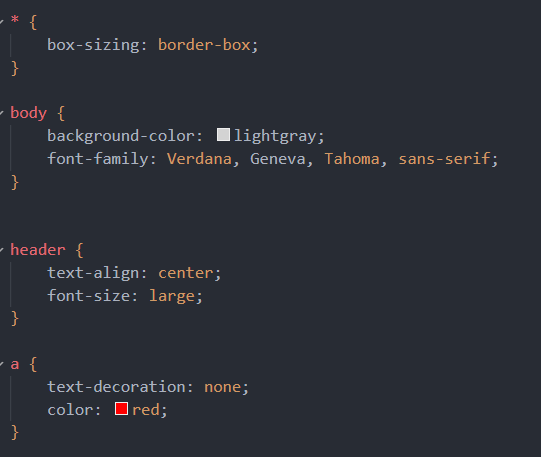 * {
    box-sizing: border-box;
}
body {
    background-color: lightgray;
    font-family: Verdana, Geneva, Tahoma, sans-serif;
}
header {
    text-align: center;
    font-size: large;
}
a {
    text-decoration: none;
    color: red;
}